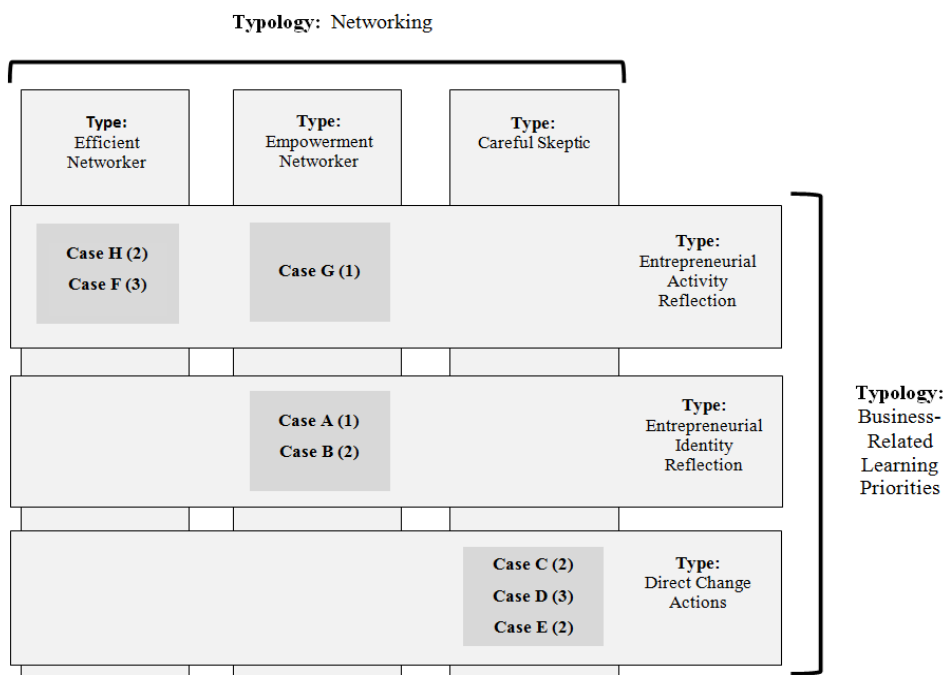 Typology: Networking
Type:
Efficient
Networker
Type:
Empowerment
Networker
Type:
Careful Skeptic
Case H (2)
Case F (3)
Case G (1)
Type:
Entrepreneurial
Activity
Reflection
Case A (1)
Case B (2)
Type:
Entrepreneurial
Identity
Reflection
Case C (2)
Case D (3)
Case E (2)
Type:
Direct Change
Actions
Typology:
Business-
Related
Learning
Priorities